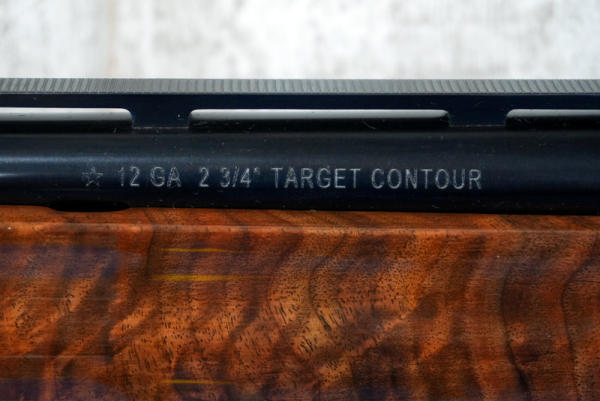 ☆ 12 GA 2 3/4" TARGET CONTOUR